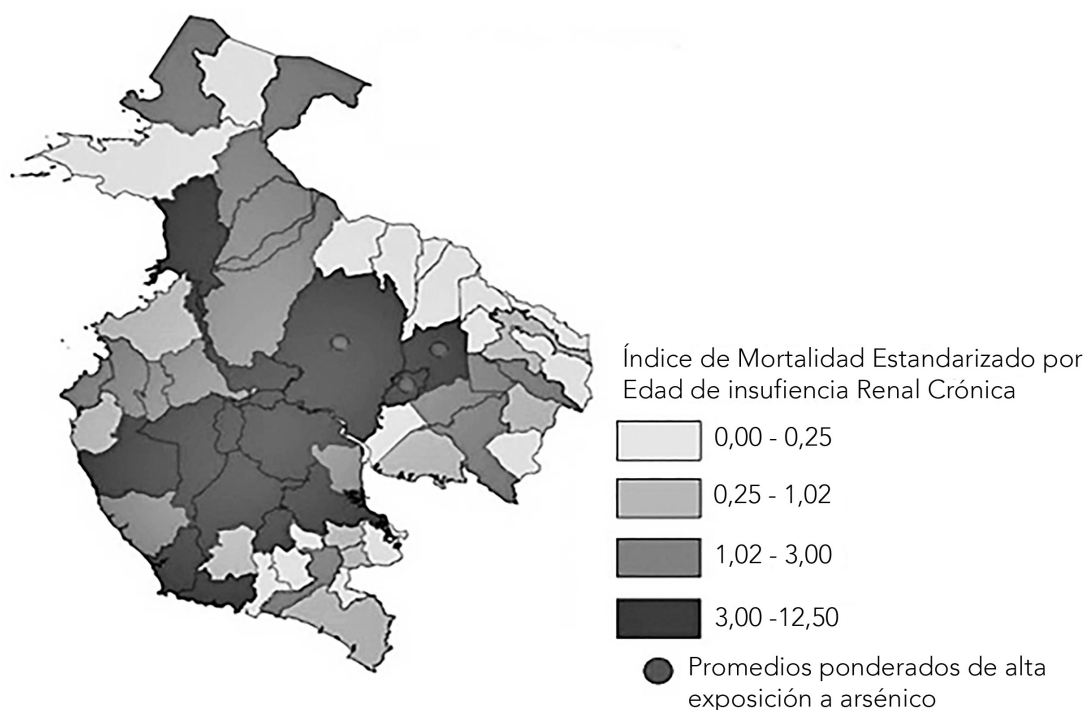 Índice de Mortalidad Estandarizado por
Edad de insufiencia Renal Crónica
0,00 - 0,25
0,25 - 1,02
1,02 - 3,00
3,00 -12,50
Promedios ponderados de alta
exposición a arsénico